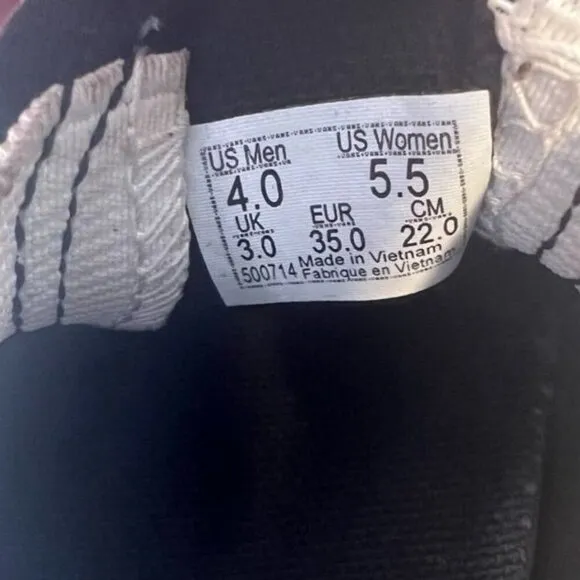 US Men US Women
4.0 5.5
UK EUR CM
3.0 35.0 22.0
Made in Vietnam
500714 Fabrique en Vietnam